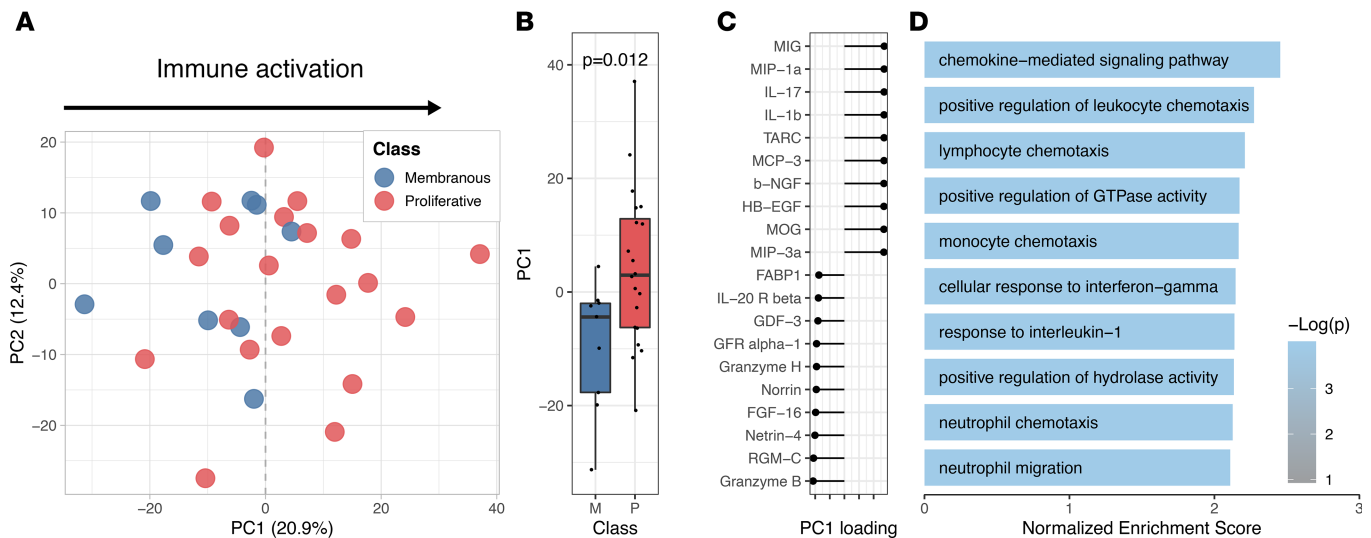 A
Immune activation
Class
Membranous
Proliferative
20
10
0
−10
−20
PC2 (12.4%)
−20
0
20
40
PC1 (20.9%)
B
p=0.012
40
20
0
−20
PC1
M
P
Class
C
MIG
MIP−1a
IL−17
IL−1b
TARC
MCP−3
b−NGF
HB−EGF
MOG
MIP−3a
FABP1
IL−20 R beta
GDF−3
GFR alpha−1
Granzyme H
Norrin
FGF−16
Netrin−4
RGM−C
Granzyme B
PC1 loading
D
chemokine−mediated signaling pathway
positive regulation of leukocyte chemotaxis
lymphocyte chemotaxis
positive regulation of GTPase activity
monocyte chemotaxis
cellular response to interferon−gamma
response to interleukin−1
positive regulation of hydrolase activity
neutrophil chemotaxis
neutrophil migration
0
1
2
3
Normalized Enrichment Score
−Log(p)
3
2
1